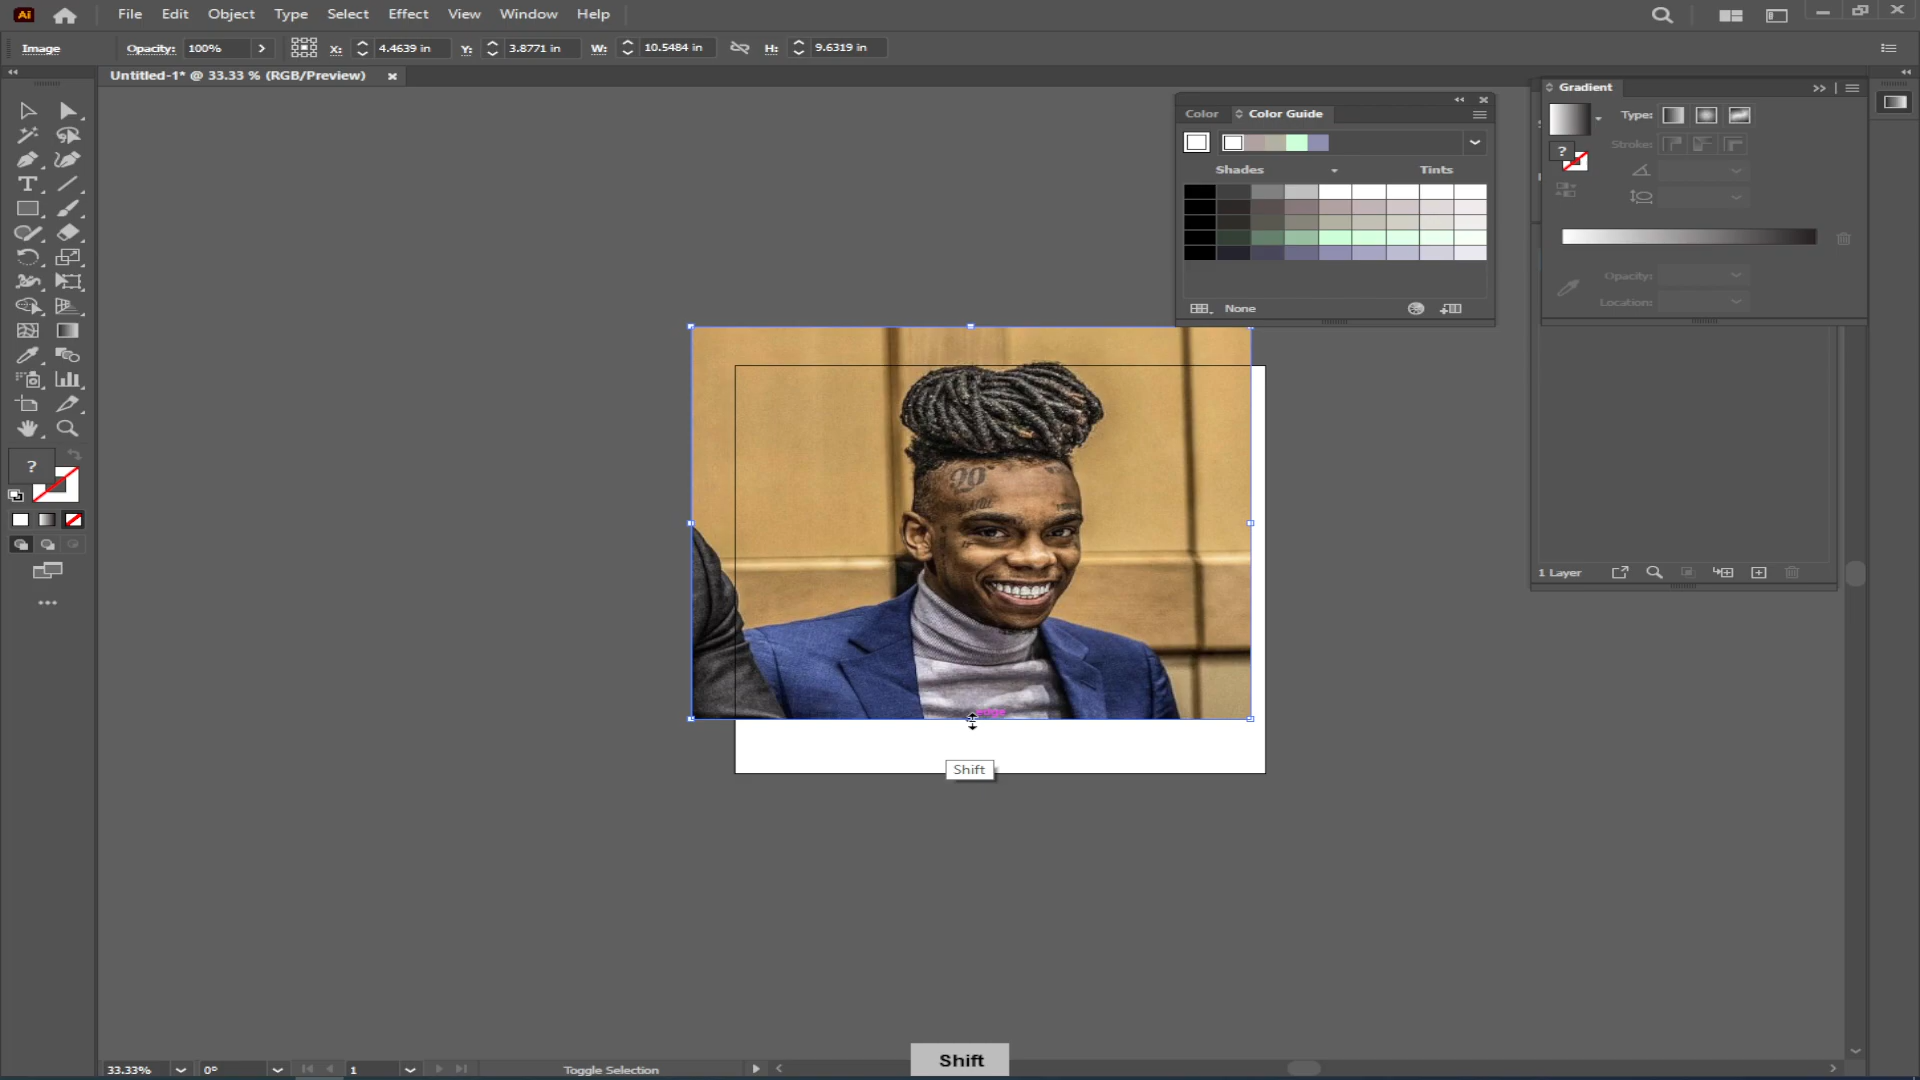 Ai File Edit Object Type Select Effect View Window Help
Image Opacity: 100% X: 4.4639 in Y: 3.8771 in W: 10.5484 in H: 9.6319 in
Untitled-1* @ 33.33 % (RGB/Preview)
Gradient
Color Color Guide
Type:
Stroke:
Shades Tints
Opacity:
Location:
None
90
?
?
1 Layer
Shift
33.33% 0° 1 Toggle Selection
Shift